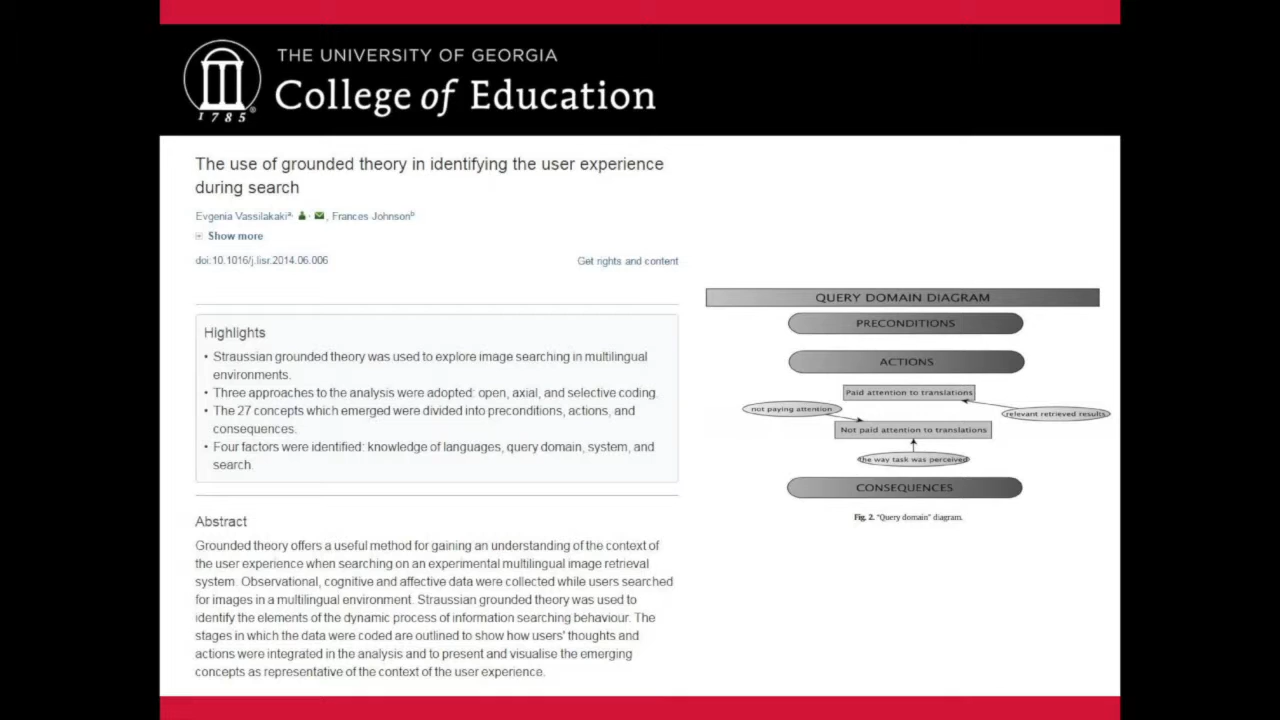 THE UNIVERSITY OF GEORGIA
College of Education
1785
The use of grounded theory in identifying the user experience
during search
Evgenia Vassilakaki a, , Frances Johnson b
Show more
doi:10.1016/j.lisr.2014.06.006
Get rights and content
Highlights
• Straussian grounded theory was used to explore image searching in multilingual
environments.
• Three approaches to the analysis were adopted: open, axial, and selective coding.
• The 27 concepts which emerged were divided into preconditions, actions, and
consequences.
• Four factors were identified: knowledge of languages, query domain, system, and
search.
Abstract
Grounded theory offers a useful method for gaining an understanding of the context of
the user experience when searching on an experimental multilingual image retrieval
system. Observational, cognitive and affective data were collected while users searched
for images in a multilingual environment. Straussian grounded theory was used to
identify the elements of the dynamic process of information searching behaviour. The
stages in which the data were coded are outlined to show how users' thoughts and
actions were integrated in the analysis and to present and visualise the emerging
concepts as representative of the context of the user experience.
QUERY DOMAIN DIAGRAM
PRECONDITIONS
ACTIONS
Paid attention to translations
not paying attention
relevant retrieved results
Not paid attention to translations
the way task was perceived
CONSEQUENCES
Fig. 2. "Query domain" diagram.